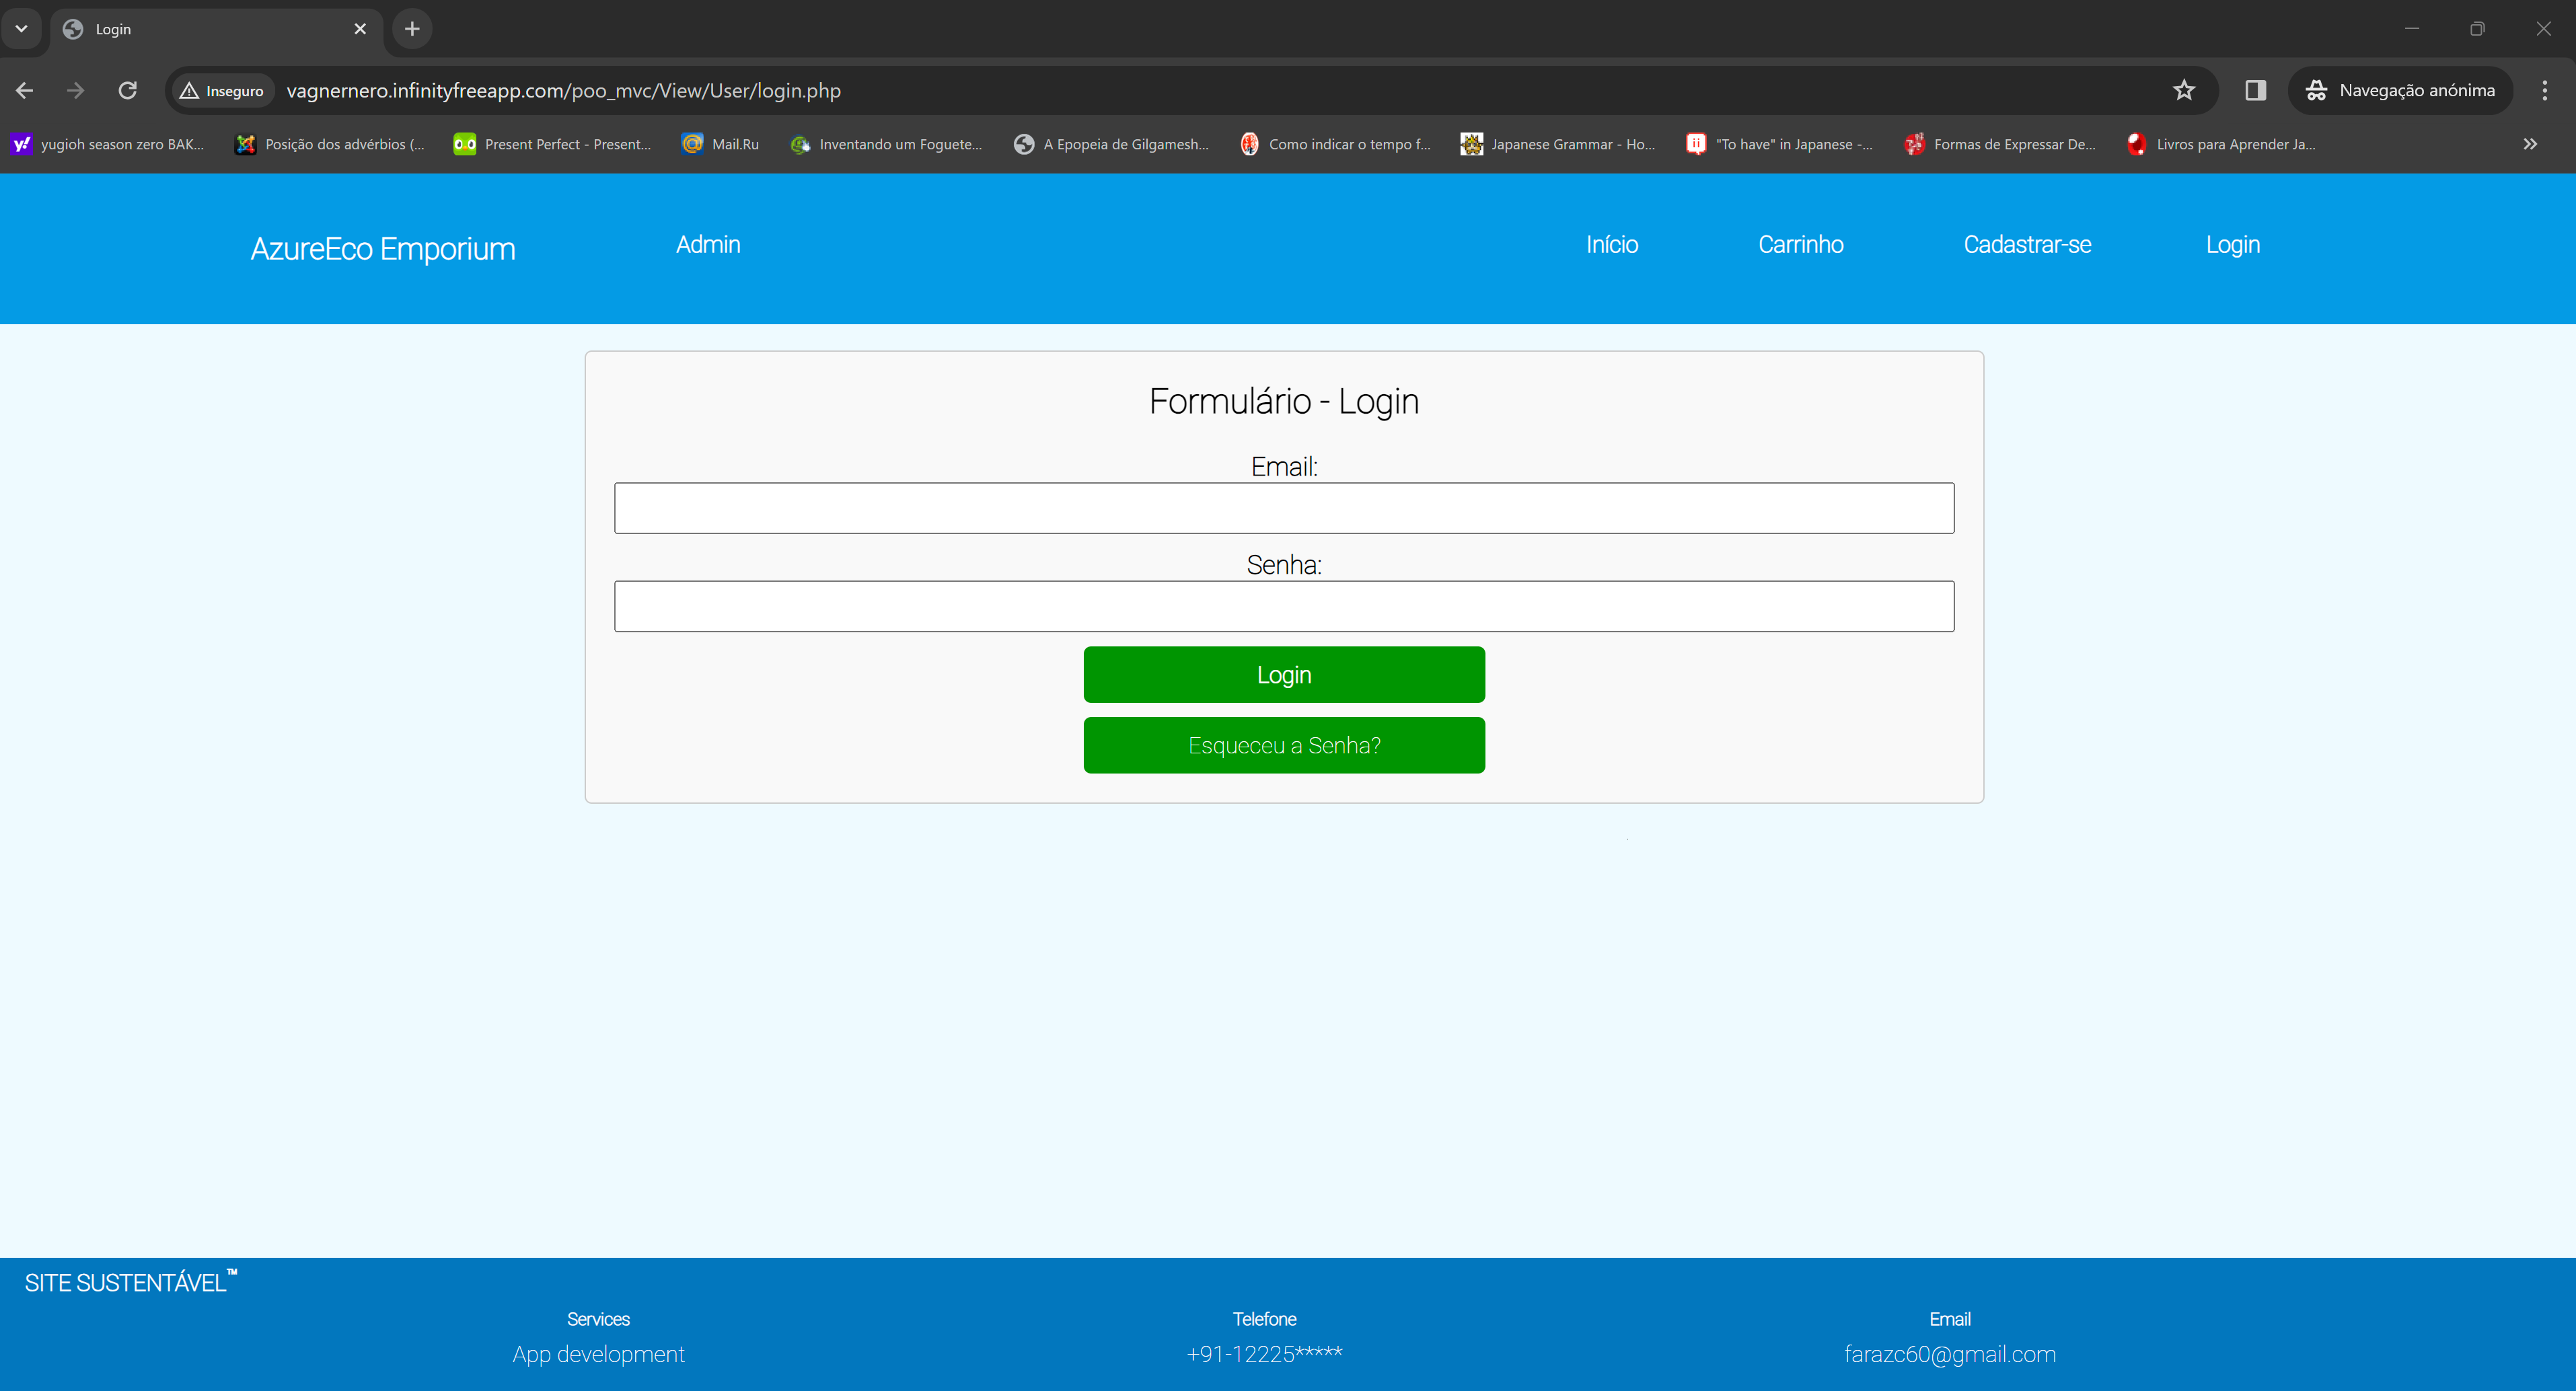 Login
Inseguro vagnernero.infinityfreeapp.com/poo_mvc/View/User/login.php Navegação anónima
yugioh season zero BAK... Posição dos advérbios (... Present Perfect - Present... Mail.Ru Inventando um Foguete... A Epopeia de Gilgamesh... Como indicar o tempo f... Japanese Grammar - Ho... "To have" in Japanese -... Formas de Expressar De... Livros para Aprender Ja...
AzureEco Emporium Admin Início Carrinho Cadastrar-se Login
Formulário - Login
Email:
Senha:
Login
Esqueceu a Senha?
SITE SUSTENTÁVEL™
Services Telefone Email
App development +91-12225***** farazc60@gmail.com